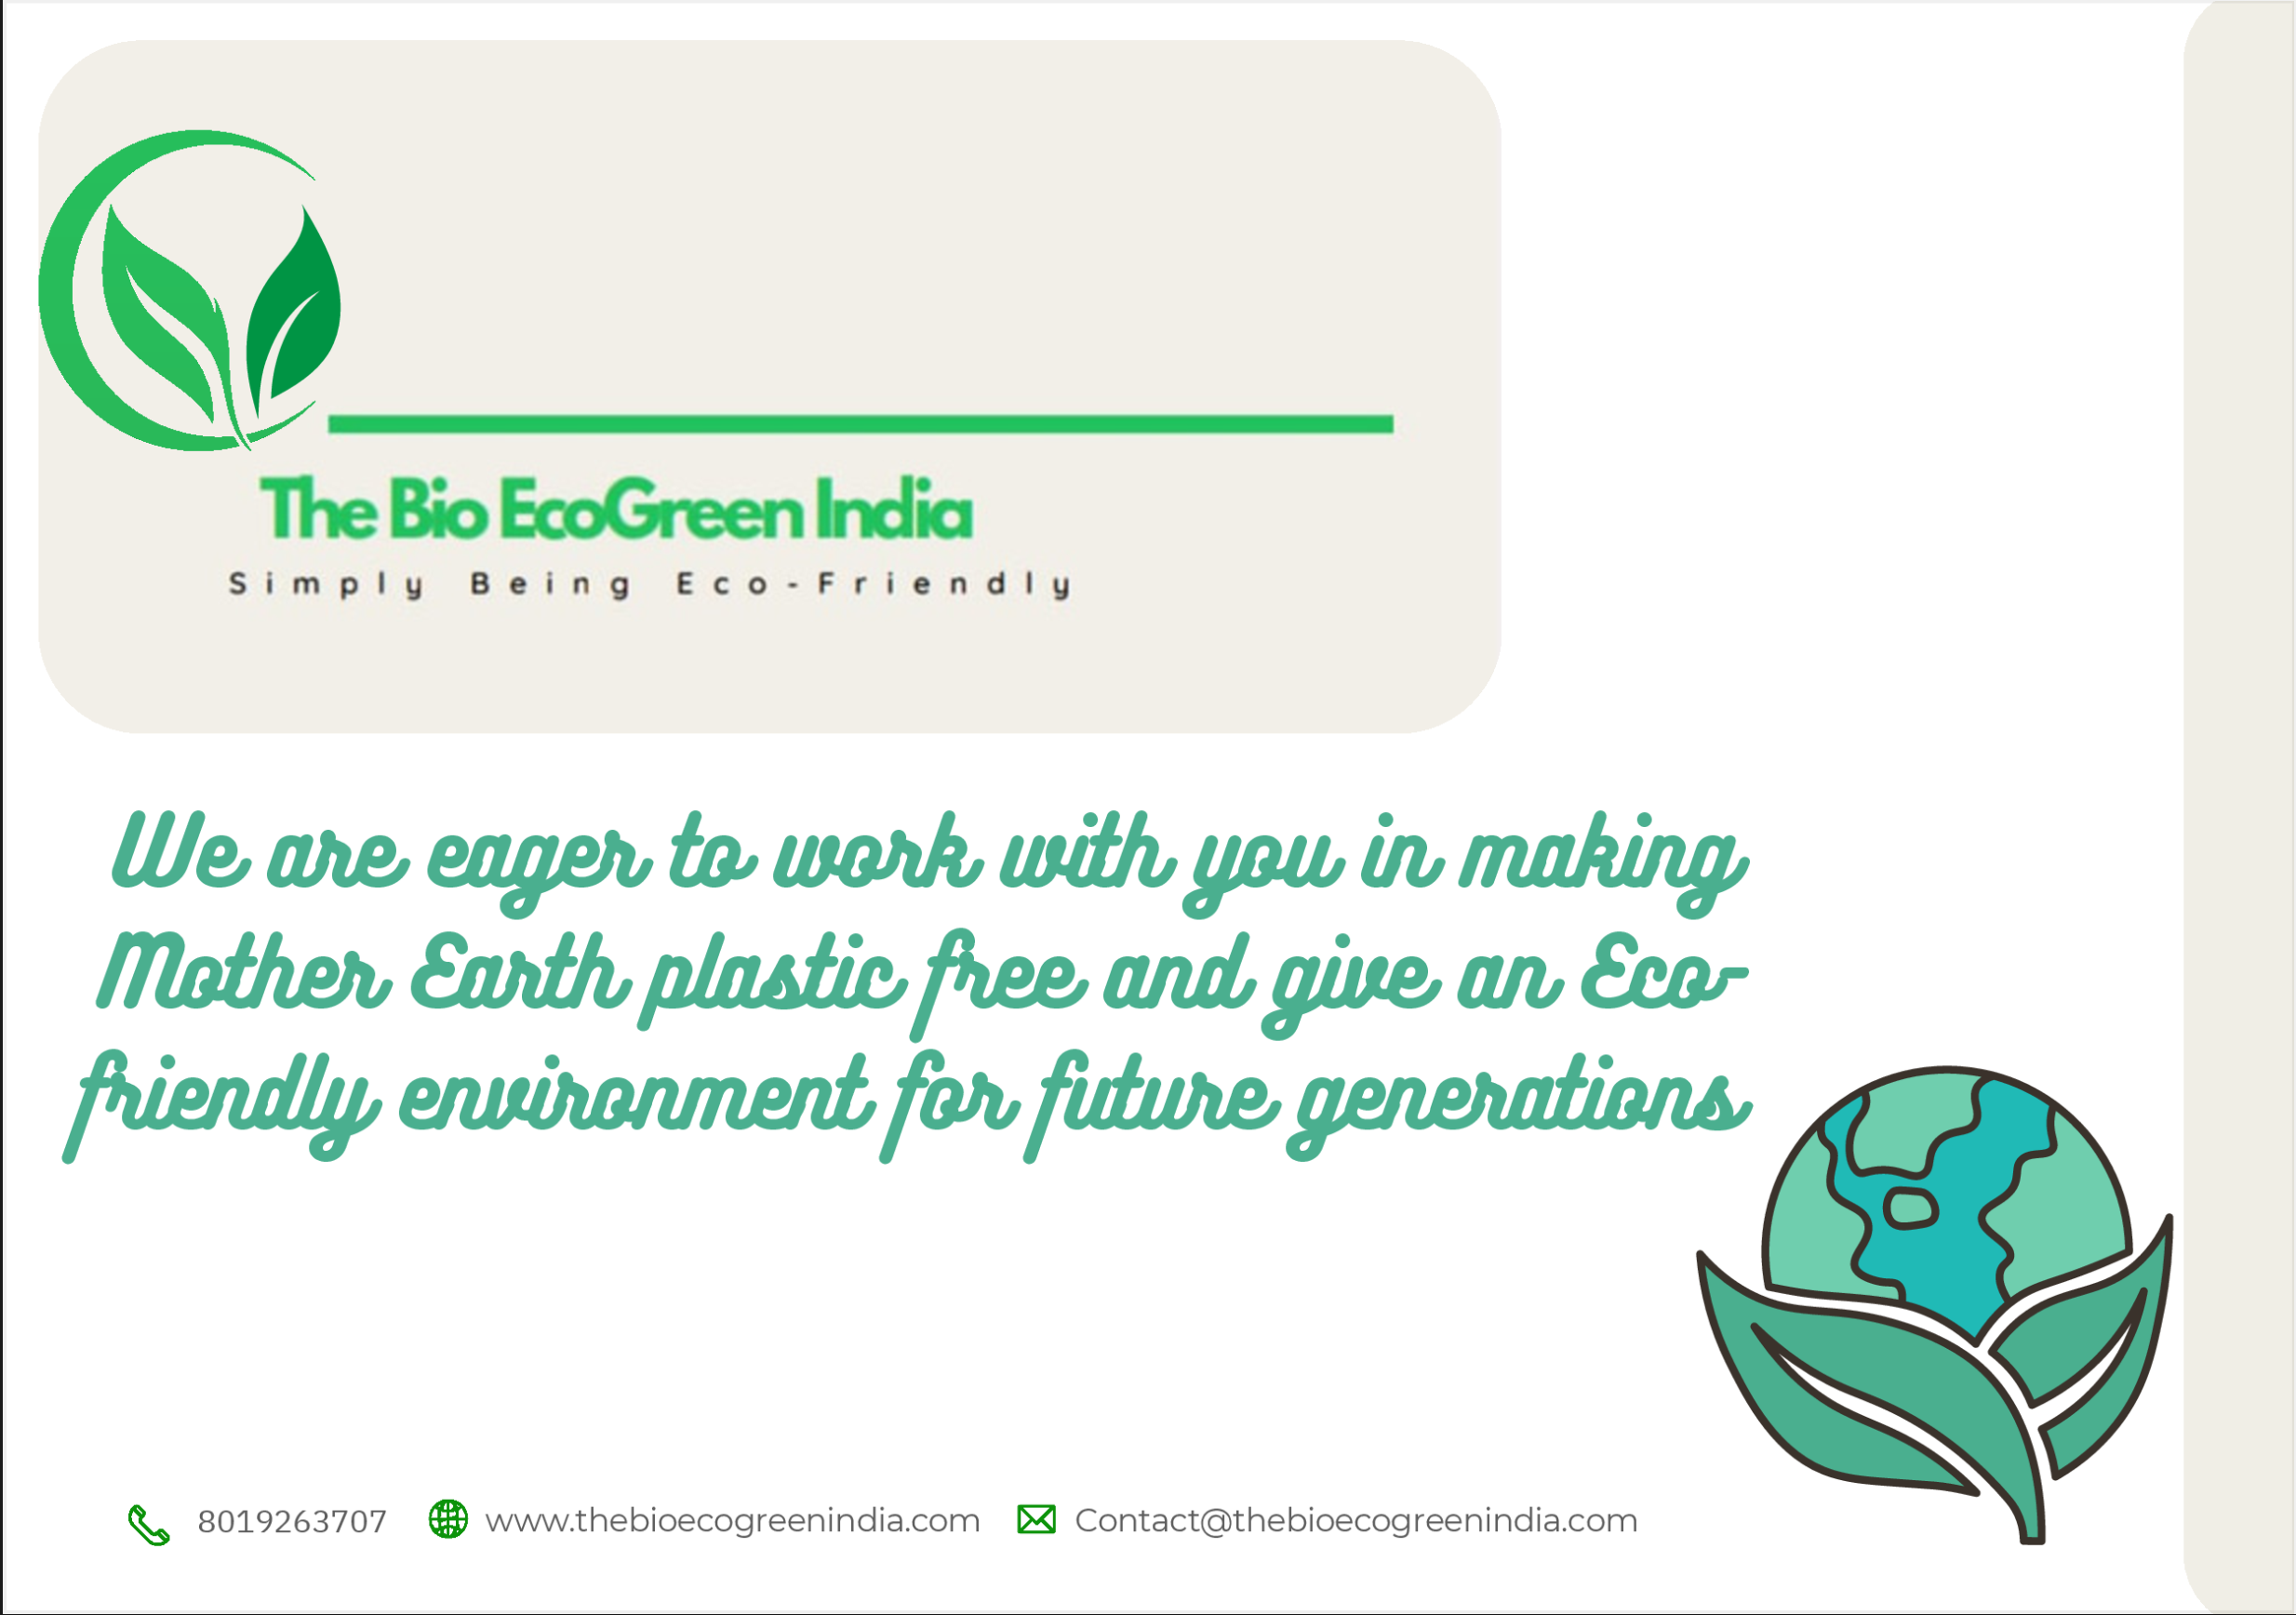 The Bio EcoGreen India
Simply Being Eco-Friendly
We are eager to work with you in making
Mother Earth plastic free and give an Eco-
friendly environment for future generations
8019263707 www.thebioecogreenindia.com Contact@thebioecogreenindia.com